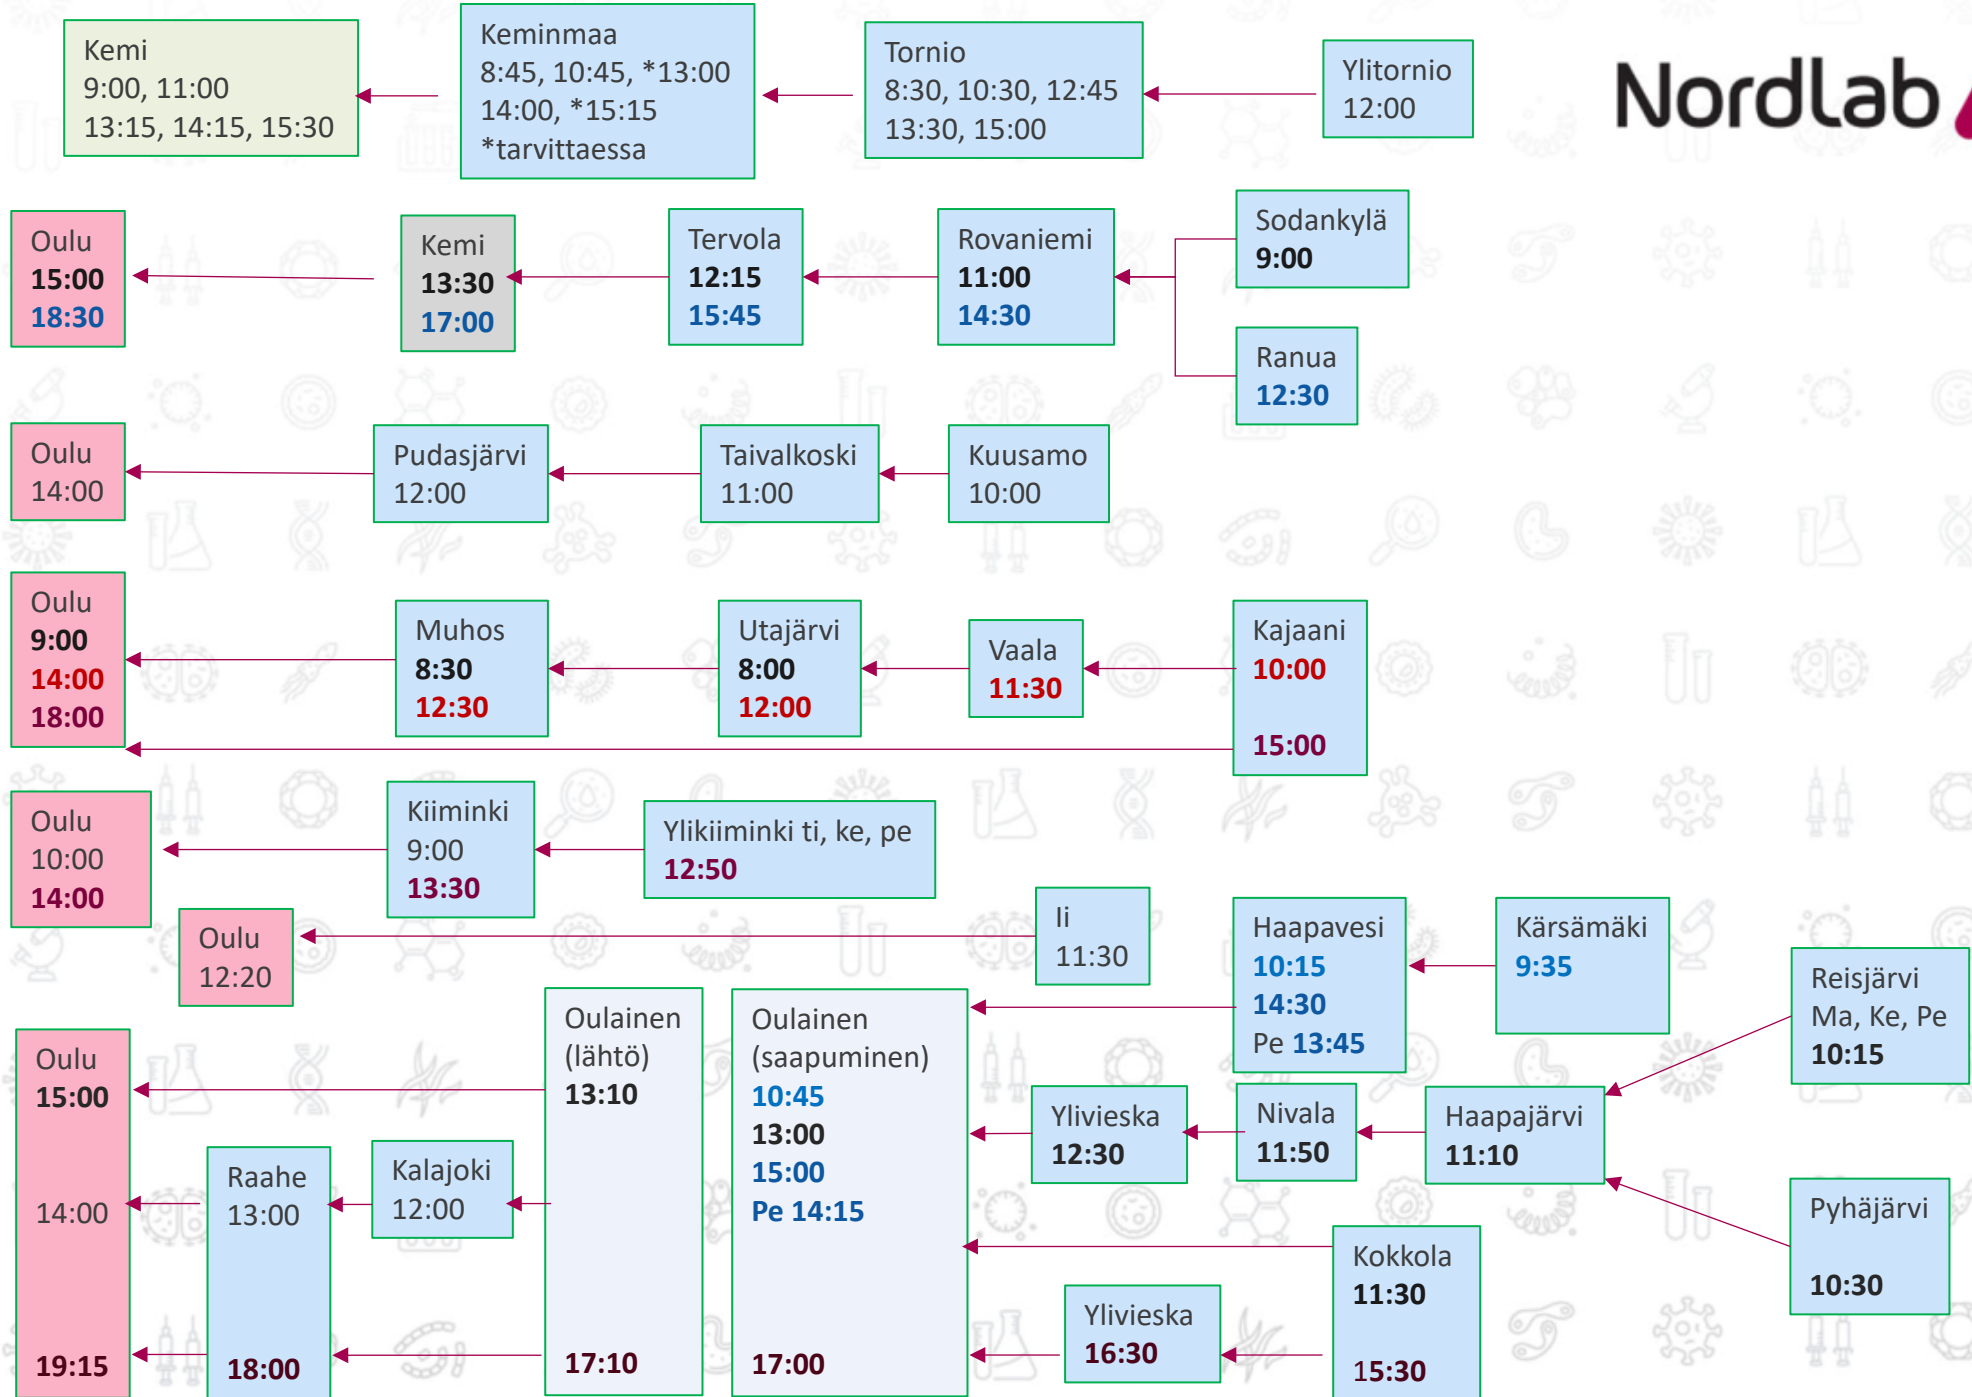 Kemi
9:00, 11:00
13:15, 14:15, 15:30
Keminmaa
8:45, 10:45, *13:00
14:00, *15:15
*tarvittaessa
Tornio
8:30, 10:30, 12:45
13:30, 15:00
Ylitornio
12:00
NordLab
Oulu
15:00
18:30
Kemi
13:30
17:00
Tervola
12:15
15:45
Rovaniemi
11:00
14:30
Sodankylä
9:00
Ranua
12:30
Oulu
14:00
Pudasjärvi
12:00
Taivalkoski
11:00
Kuusamo
10:00
Oulu
9:00
14:00
18:00
Muhos
8:30
12:30
Utajärvi
8:00
12:00
Vaala
11:30
Kajaani
10:00
15:00
Oulu
10:00
14:00
Kiiminki
9:00
13:30
Ylikiiminki ti, ke, pe
12:50
Oulu
12:20
Ii
11:30
Haapavesi
10:15
14:30
Pe 13:45
Kärsämäki
9:35
Reisjärvi
Ma, Ke, Pe
10:15
Oulu
15:00
14:00
19:15
Raahe
13:00
18:00
Kalajoki
12:00
Oulainen
(lähtö)
13:10
17:10
Oulainen
(saapuminen)
10:45
13:00
15:00
Pe 14:15
17:00
Ylivieska
12:30
Nivala
11:50
Haapajärvi
11:10
Pyhäjärvi
10:30
Ylivieska
16:30
Kokkola
11:30
15:30